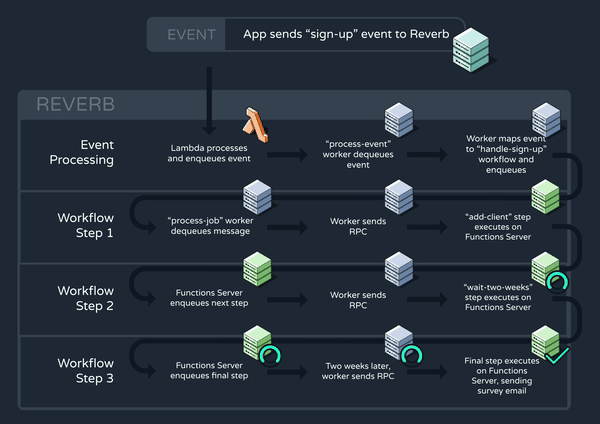 EVENT
App sends “sign-up” event to Reverb
REVERB
Event
Processing
Lambda processes
and enqueues event
“process-event”
worker dequeues
event
Worker maps event
to “handle-sign-up”
workflow and
enqueues
Workflow
Step 1
“process-job” worker
dequeues message
Worker sends
RPC
“add-client” step
executes on
Functions Server
Workflow
Step 2
Functions Server
enqueues next step
Worker sends
RPC
“wait-two-weeks”
step executes on
Functions Server
Workflow
Step 3
Functions Server
enqueues final step
Two weeks later,
worker sends RPC
Final step executes
on Functions
Server, sending
survey email